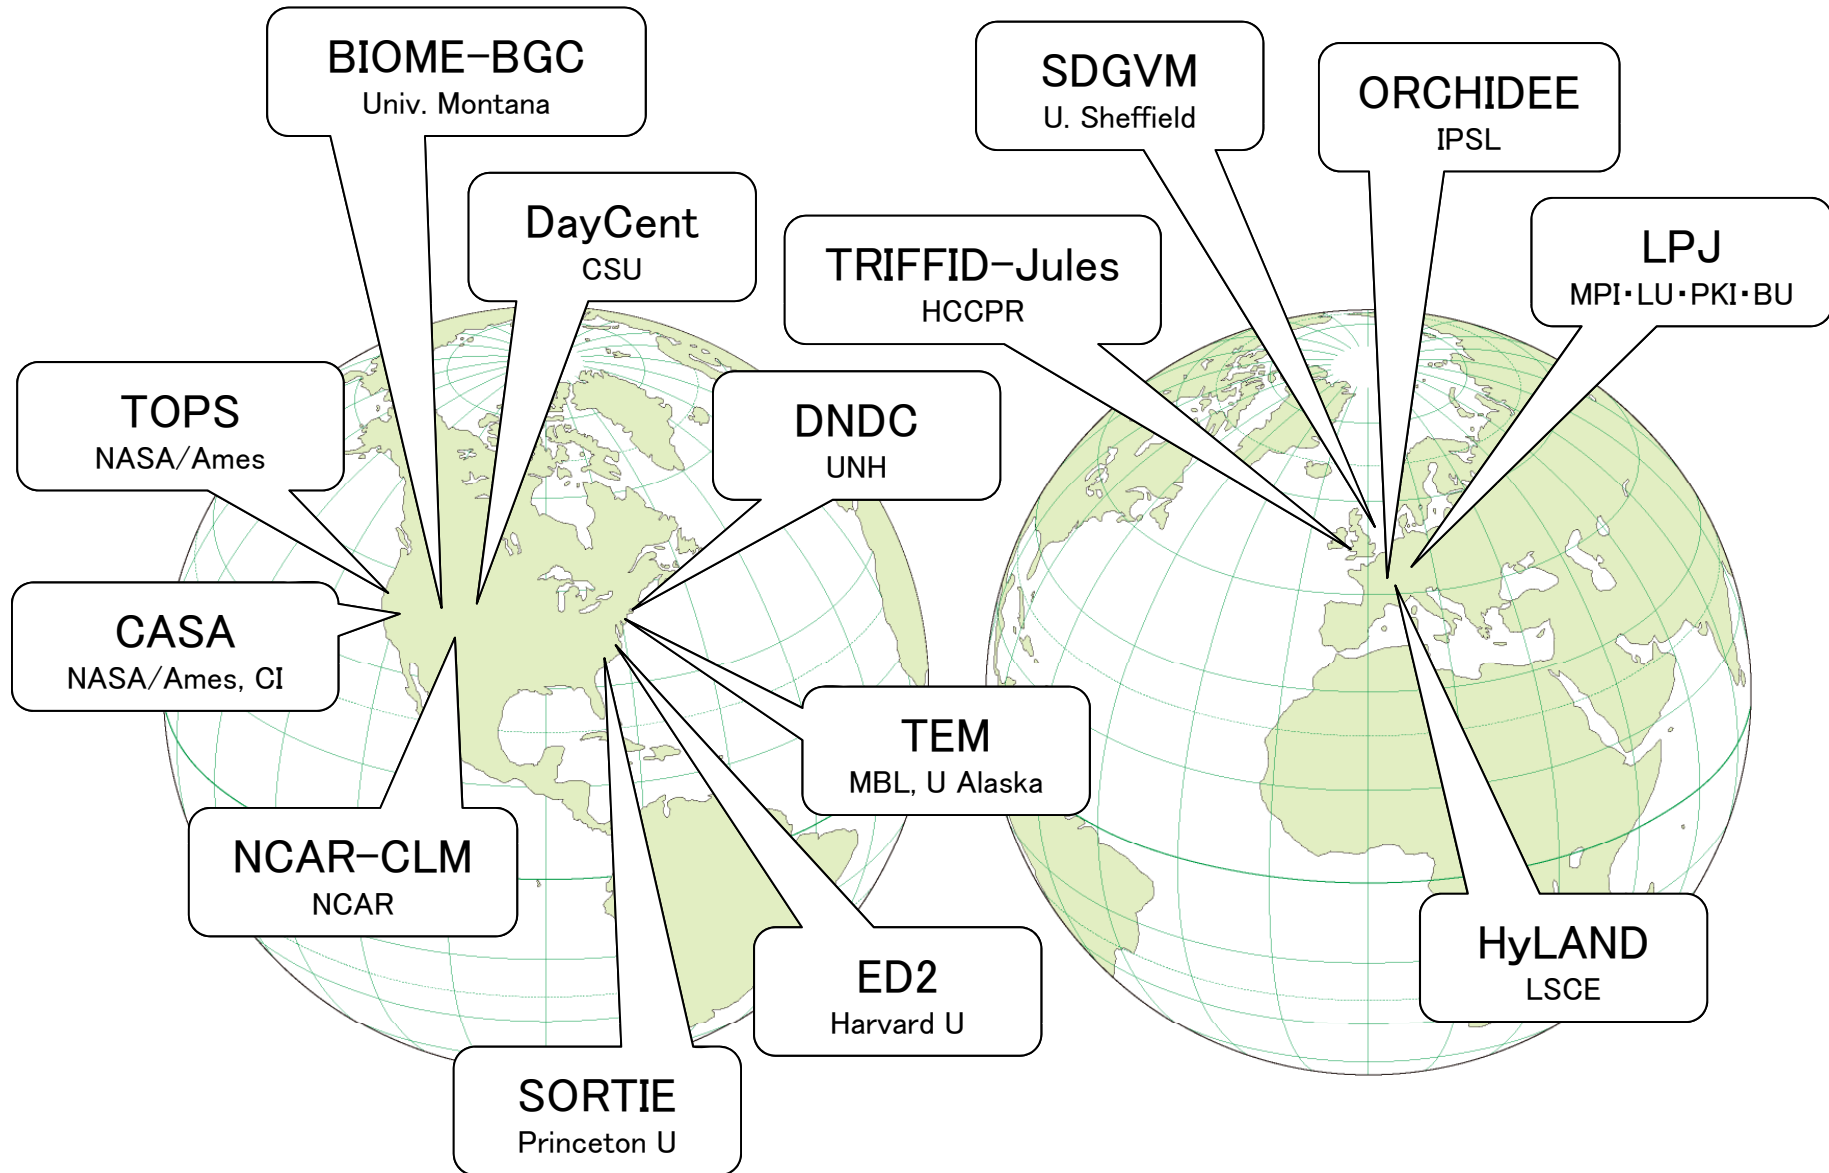 BIOME-BGC
Univ. Montana
SDGVM
U. Sheffield
ORCHIDEE
IPSL
DayCent
CSU
TRIFFID-Jules
HCCPR
LPJ
MPI・LU・PKI・BU
TOPS
NASA/Ames
DNDC
UNH
CASA
NASA/Ames, CI
TEM
MBL, U Alaska
NCAR-CLM
NCAR
HyLAND
LSCE
ED2
Harvard U
SORTIE
Princeton U